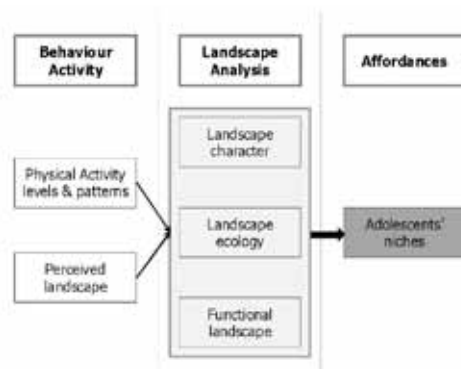 Behaviour
Activity
Landscape
Analysis
Affordances
Landscape
character
Physical Activity
levels & patterns
Landscape
ecology
Adolescents'
niches
Perceived
landscape
Functional
landscape